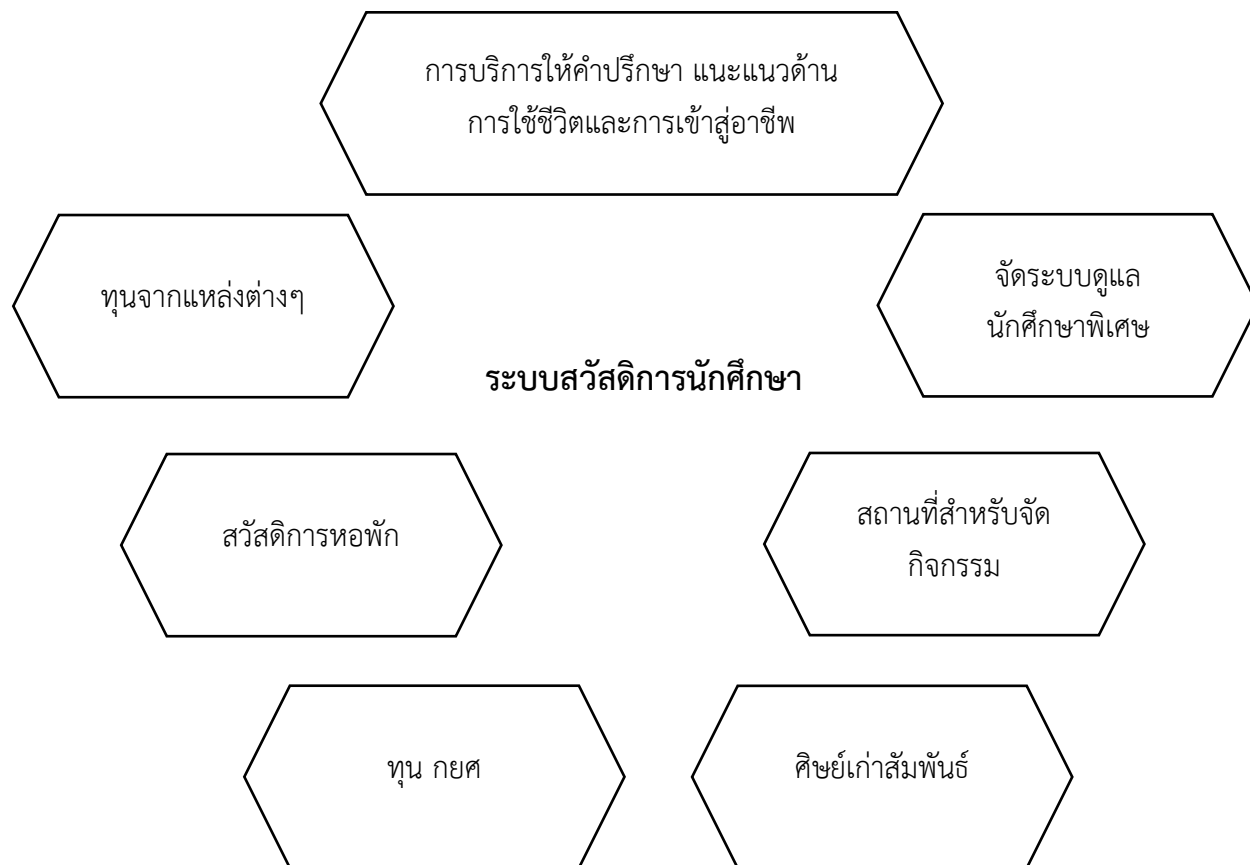 การบริการให้คำปรึกษา แนะแนวด้าน
การใช้ชีวิตและการเข้าสู่อาชีพ
ทุนจากแหล่งต่างๆ
จัดระบบดูแล
นักศึกษาพิเศษ
ระบบสวัสดิการนักศึกษา
สวัสดิการหอพัก
สถานที่สำหรับจัด
กิจกรรม
ทุน กยศ
ศิษย์เก่าสัมพันธ์